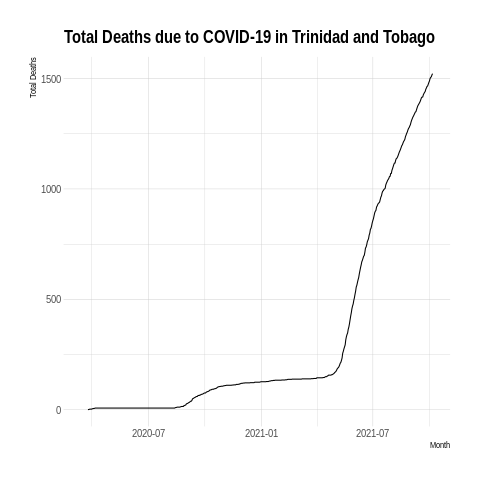 Total Deaths due to COVID-19 in Trinidad and Tobago
Total Deaths
1500
1000
500
0
2020-07 2021-01 2021-07
Month